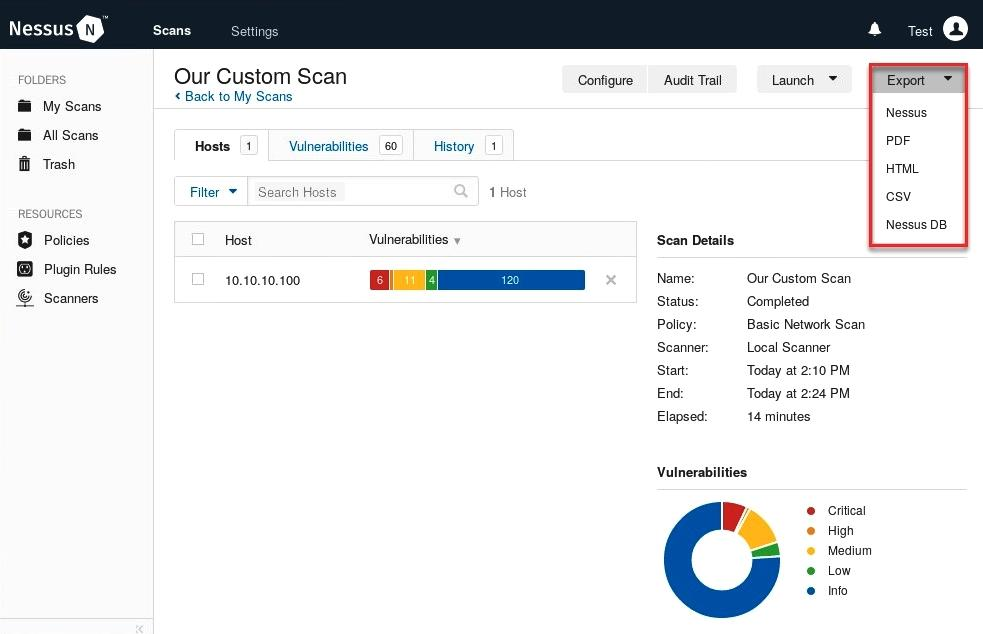 Nessus N ™ Scans Settings Test
FOLDERS
My Scans
All Scans
Trash
RESOURCES
Policies
Plugin Rules
Scanners
Our Custom Scan
Back to My Scans
Configure Audit Trail Launch Export
Nessus
PDF
HTML
CSV
Nessus DB
Hosts 1 Vulnerabilities 60 History 1
Filter Search Hosts 1 Host
Host Vulnerabilities
10.10.10.100 6 11 4 120
Scan Details
Name: Our Custom Scan
Status: Completed
Policy: Basic Network Scan
Scanner: Local Scanner
Start: Today at 2:10 PM
End: Today at 2:24 PM
Elapsed: 14 minutes
Vulnerabilities
Critical
High
Medium
Low
Info